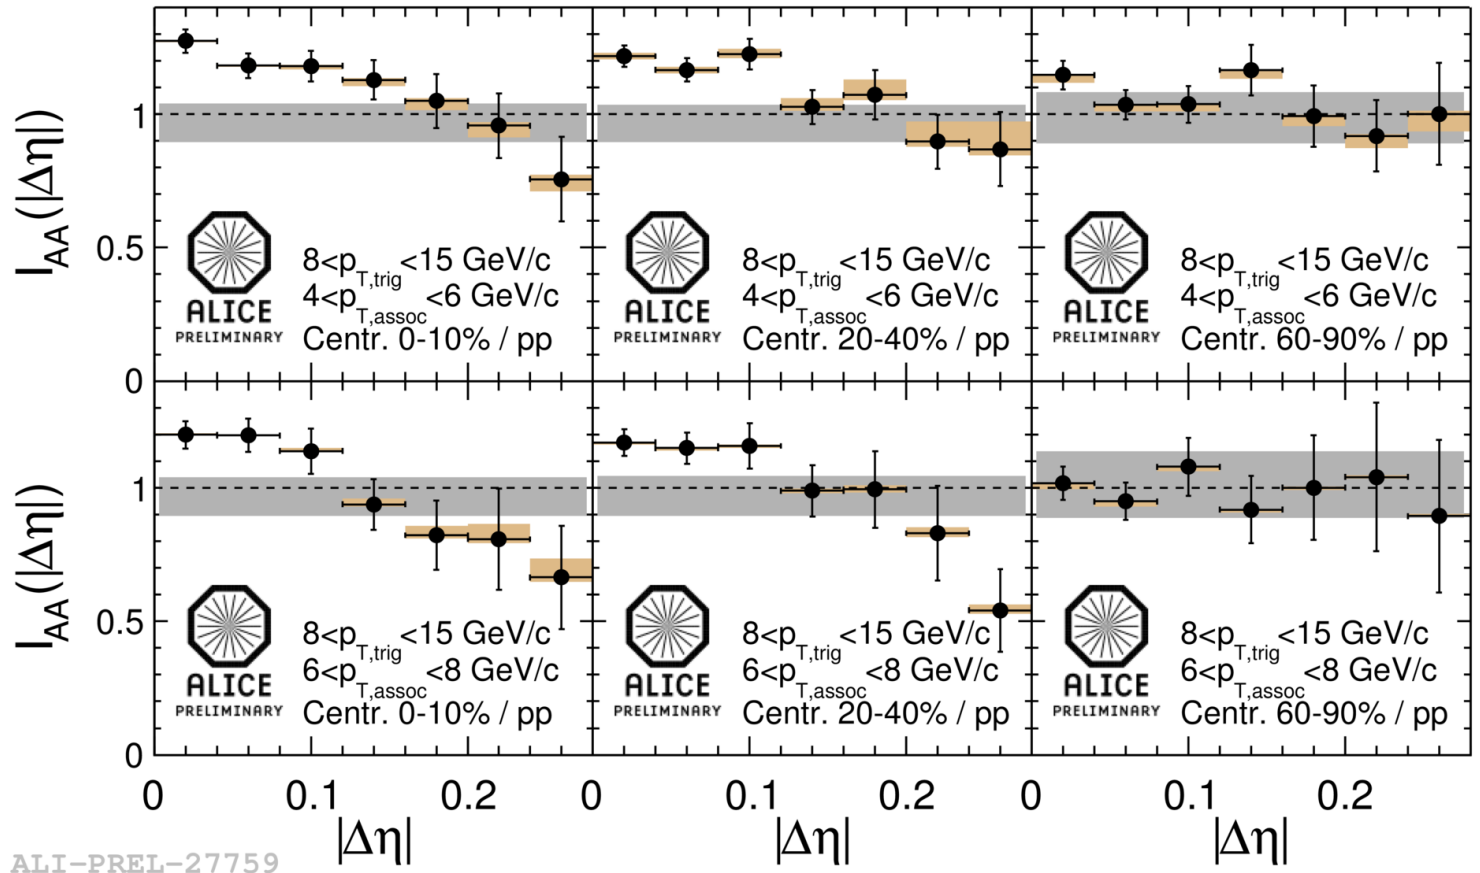 I_AA(|Δη|)
1
0.5
0
ALICE
PRELIMINARY
8<p_T,trig<15 GeV/c
4<p_T,assoc<6 GeV/c
Centr. 0-10% / pp
ALICE
PRELIMINARY
8<p_T,trig<15 GeV/c
4<p_T,assoc<6 GeV/c
Centr. 20-40% / pp
ALICE
PRELIMINARY
8<p_T,trig<15 GeV/c
4<p_T,assoc<6 GeV/c
Centr. 60-90% / pp
I_AA(|Δη|)
1
0.5
0
ALICE
PRELIMINARY
8<p_T,trig<15 GeV/c
6<p_T,assoc<8 GeV/c
Centr. 0-10% / pp
ALICE
PRELIMINARY
8<p_T,trig<15 GeV/c
6<p_T,assoc<8 GeV/c
Centr. 20-40% / pp
ALICE
PRELIMINARY
8<p_T,trig<15 GeV/c
6<p_T,assoc<8 GeV/c
Centr. 60-90% / pp
0 0.1 0.2 0 0.1 0.2 0 0.1 0.2
|Δη| |Δη| |Δη|
ALI-PREL-27759